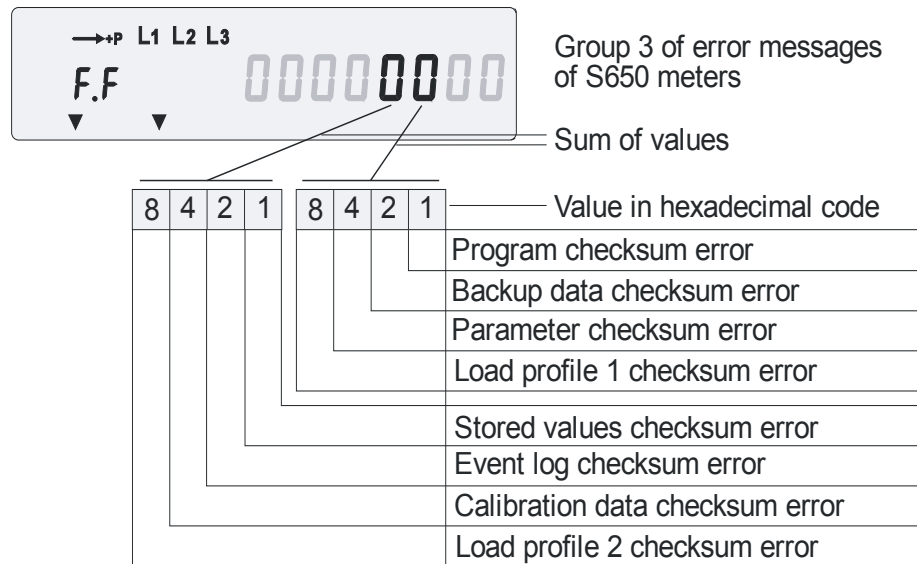 +P L1 L2 L3
F.F 00000000
Group 3 of error messages
of S650 meters
Sum of values
8 4 2 1 8 4 2 1
Value in hexadecimal code
Program checksum error
Backup data checksum error
Parameter checksum error
Load profile 1 checksum error
Stored values checksum error
Event log checksum error
Calibration data checksum error
Load profile 2 checksum error